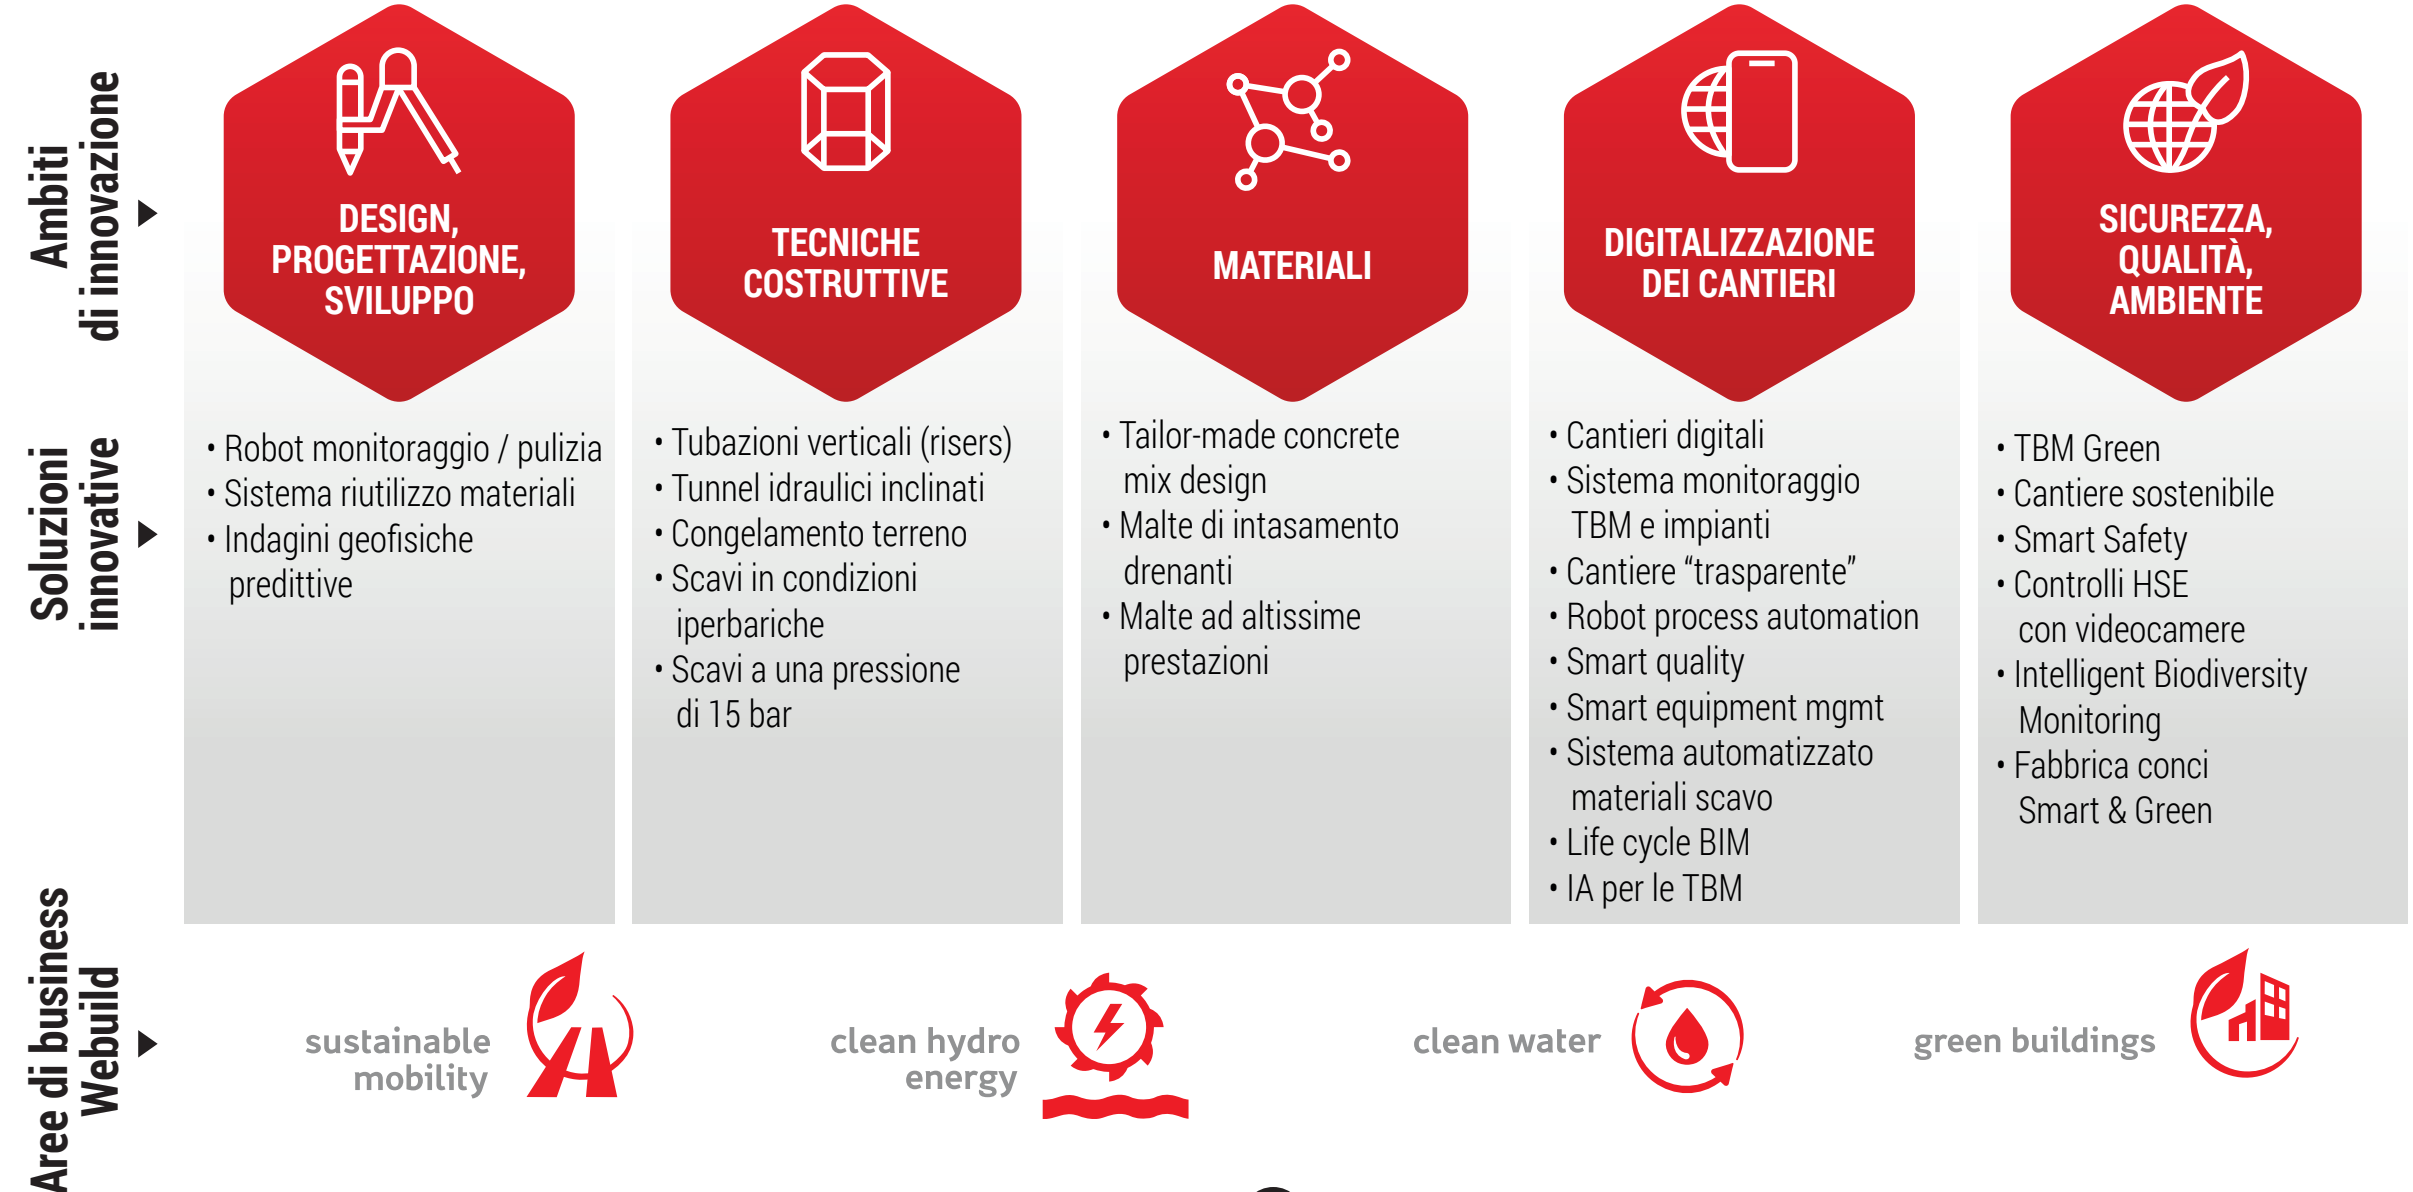 Ambiti
di innovazione
DESIGN,
PROGETTAZIONE,
SVILUPPO
TECNICHE
COSTRUTTIVE
MATERIALI
DIGITALIZZAZIONE
DEI CANTIERI
SICUREZZA,
QUALITÀ,
AMBIENTE
Soluzioni
innovative
• Robot monitoraggio / pulizia
• Sistema riutilizzo materiali
• Indagini geofisiche
predittive
• Tubazioni verticali (risers)
• Tunnel idraulici inclinati
• Congelamento terreno
• Scavi in condizioni
iperbariche
• Scavi a una pressione
di 15 bar
• Tailor-made concrete
mix design
• Malte di intasamento
drenanti
• Malte ad altissime
prestazioni
• Cantieri digitali
• Sistema monitoraggio
TBM e impianti
• Cantiere “trasparente”
• Robot process automation
• Smart quality
• Smart equipment mgmt
• Sistema automatizzato
materiali scavo
• Life cycle BIM
• IA per le TBM
• TBM Green
• Cantiere sostenibile
• Smart Safety
• Controlli HSE
con videocamere
• Intelligent Biodiversity
Monitoring
• Fabbrica conci
Smart & Green
Aree di business
Webuild
sustainable
mobility
clean hydro
energy
clean water
green buildings